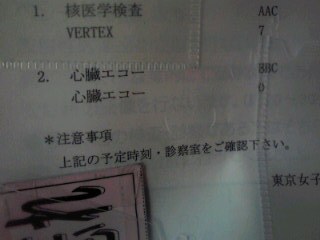 1. 核医学検査 AAC
VERTEX 7
2. 心臓エコー BBC
心臓エコー 0
*注意事項
上記の予定時刻・診察室をご確認下さい。
東京女子